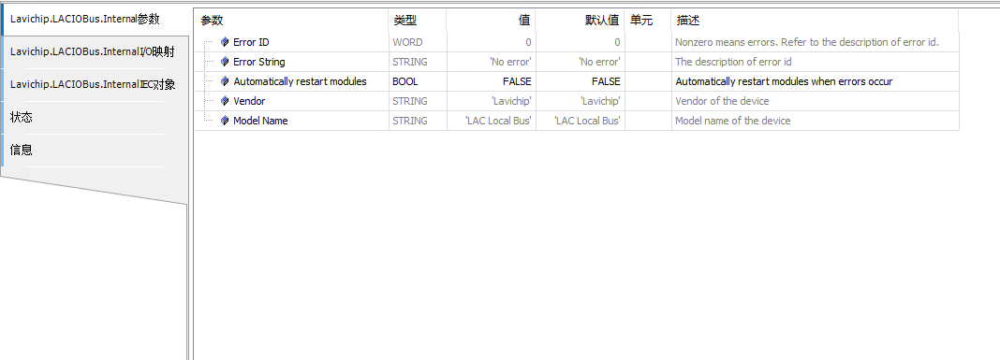 Lavichip.LACIOBus.Internal参数
Lavichip.LACIOBus.InternalI/O映射
Lavichip.LACIOBus.InternalIEC对象
状态
信息
参数 类型 值 默认值 单元 描述
Error ID WORD 0 0 Nonzero means errors. Refer to the description of error id.
Error String STRING 'No error' 'No error' The description of error id
Automatically restart modules BOOL FALSE FALSE Automatically restart modules when errors occur
Vendor STRING 'Lavichip' 'Lavichip' Vendor of the device
Model Name STRING 'LAC Local Bus' 'LAC Local Bus' Model name of the device